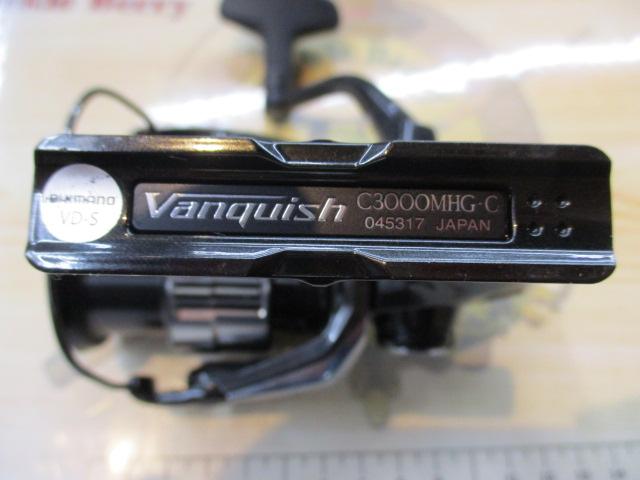 SHIMANO
VD-S
Vanquish
C3000MHG-C
045317 JAPAN